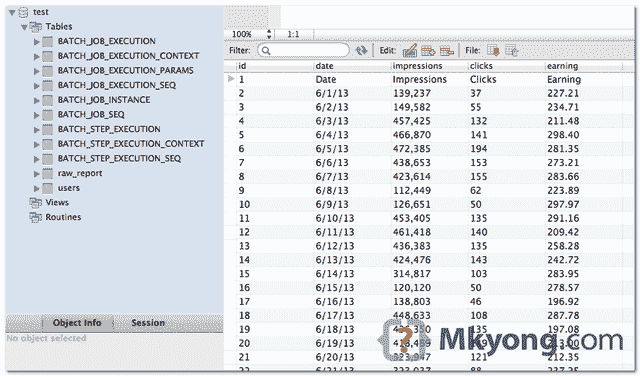 test
Tables
BATCH_JOB_EXECUTION
BATCH_JOB_EXECUTION_CONTEXT
BATCH_JOB_EXECUTION_PARAMS
BATCH_JOB_EXECUTION_SEQ
BATCH_JOB_INSTANCE
BATCH_JOB_SEQ
BATCH_STEP_EXECUTION
BATCH_STEP_EXECUTION_CONTEXT
BATCH_STEP_EXECUTION_SEQ
raw_report
users
Views
Routines
Object Info Session
No object selected
100% 1:1
Filter: Edit: File:
id date impressions clicks earning
1 Date Impressions Clicks Earning
2 6/1/13 139,237 37 227.21
3 6/2/13 149,582 55 234.71
4 6/3/13 457,425 132 211.48
5 6/4/13 466,870 141 298.40
6 6/5/13 472,385 194 281.35
7 6/6/13 438,653 153 273.21
8 6/7/13 423,614 155 283.66
9 6/8/13 112,449 62 223.89
10 6/9/13 126,651 50 297.97
11 6/10/13 453,405 135 291.16
12 6/11/13 461,418 140 209.42
13 6/12/13 436,383 135 258.28
14 6/13/13 424,476 143 242.72
15 6/14/13 314,817 103 283.95
16 6/15/13 120,120 50 278.57
17 6/16/13 138,803 46 196.92
18 6/17/13 448,633 108 287.78
19 6/18/13 135 197.08
20 6/19/13 213.00
21 6/20/13 121 212.35
22 6/21/13
Mkyong.com